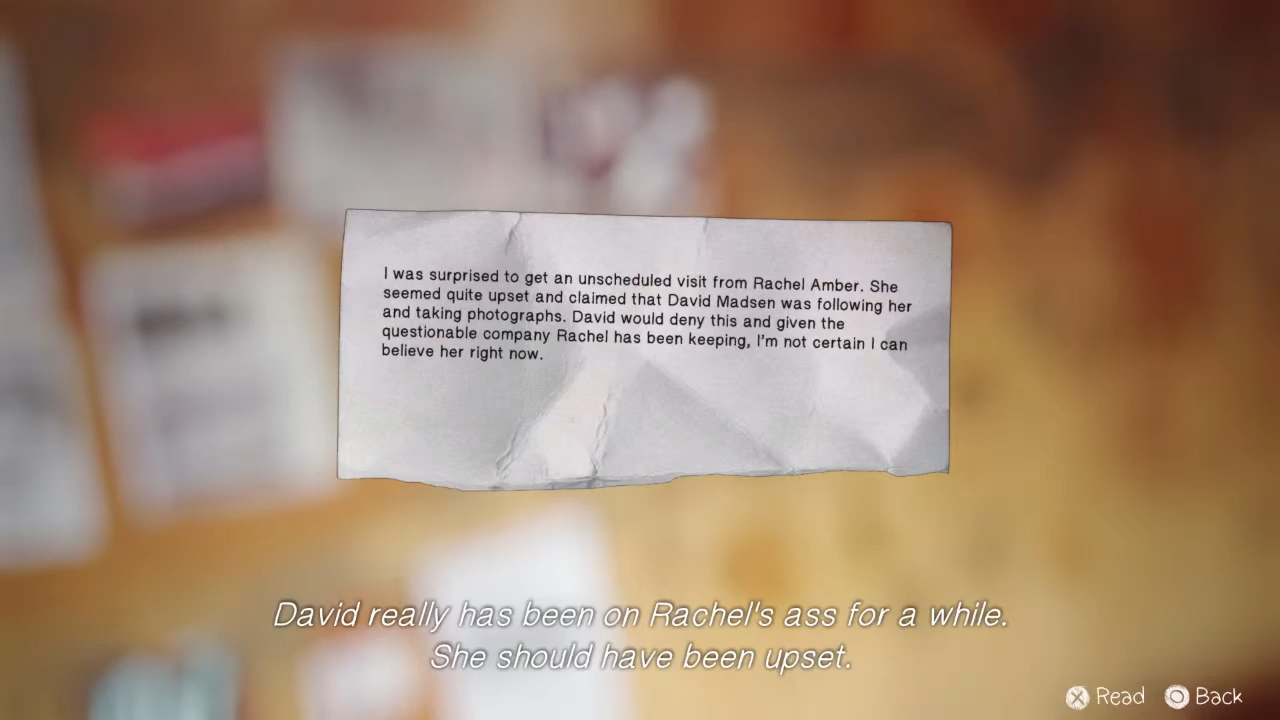 I was surprised to get an unscheduled visit from Rachel Amber. She
seemed quite upset and claimed that David Madsen was following her
and taking photographs. David would deny this and given the
questionable company Rachel has been keeping, I'm not certain I can
believe her right now.
David really has been on Rachel's ass for a while.
She should have been upset.
Read
Back